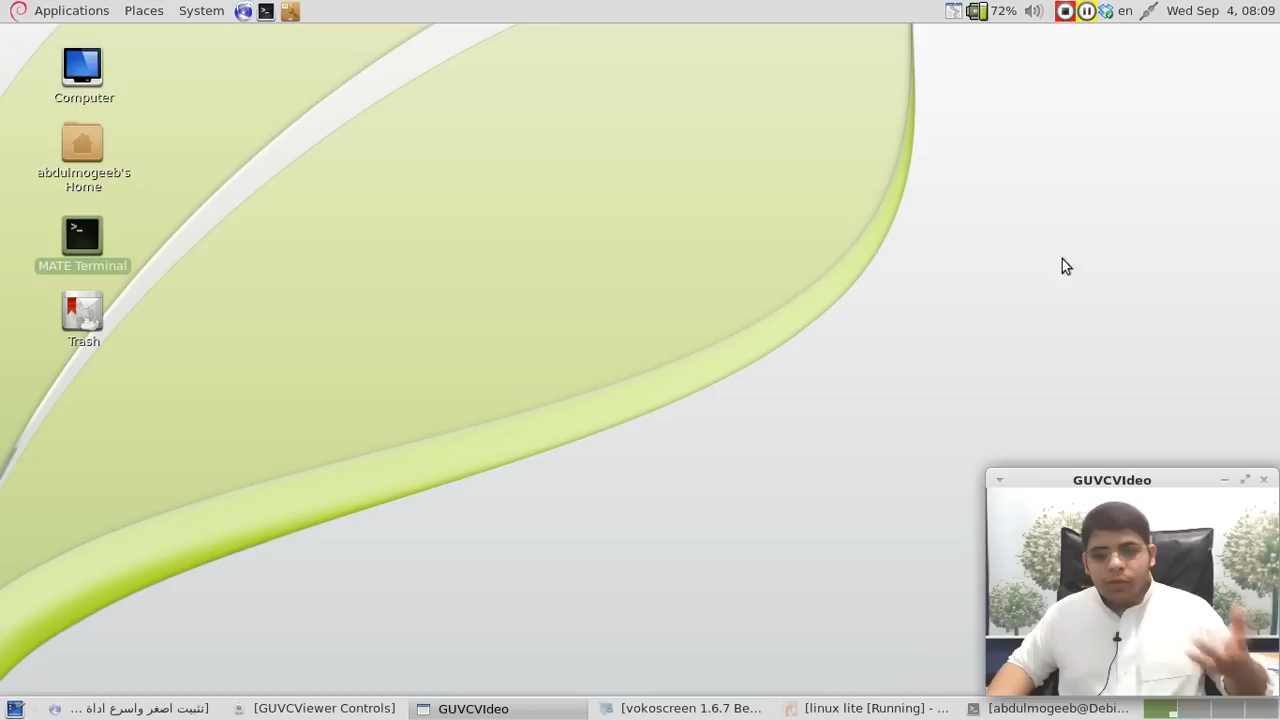 Applications Places System
72%
en
Wed Sep 4, 08:09
Computer
abdulmogeeb's
Home
MATE Terminal
Trash
GUVCVIdeo
تثبيت اصغر واسرع اداة ... ]
[GUVCViewer Controls]
GUVCVIdeo
[vokoscreen 1.6.7 Be...
[linux lite [Running] - ...
[abdulmogeeb@Debi...